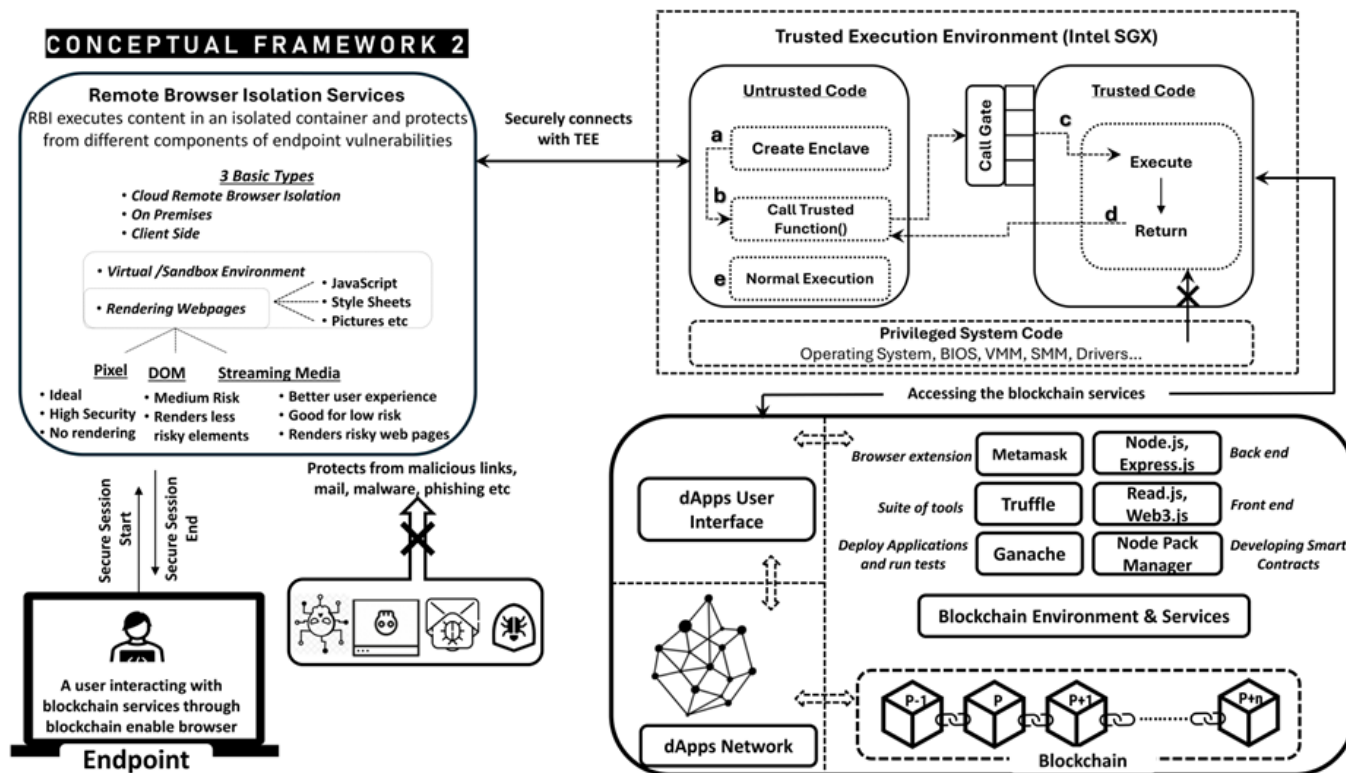 CONCEPTUAL FRAMEWORK 2
Remote Browser Isolation Services
RBI executes content in an isolated container and protects
from different components of endpoint vulnerabilities
3 Basic Types
• Cloud Remote Browser Isolation
• On Premises
• Client Side
• Virtual /Sandbox Environment
• Rendering Webpages
• JavaScript
• Style Sheets
• Pictures etc
Pixel
• Ideal
• High Security
• No rendering
DOM
• Medium Risk
• Renders less
risky elements
Streaming Media
• Better user experience
• Good for low risk
• Renders risky web pages
Securely connects
with TEE
Trusted Execution Environment (Intel SGX)
Untrusted Code
a
Create Enclave
b
Call Trusted
Function()
e
Normal Execution
Call Gate
Trusted Code
c
Execute
d
Return
Privileged System Code
Operating System, BIOS, VMM, SMM, Drivers...
Accessing the blockchain services
Secure Session
Start
Secure Session
End
Protects from malicious links,
mail, malware, phishing etc
A user interacting with
blockchain services through
blockchain enable browser
Endpoint
dApps User
Interface
dApps Network
Browser extension
Metamask
Node.js,
Express.js
Back end
Suite of tools
Truffle
Read.js,
Web3.js
Front end
Deploy Applications
and run tests
Ganache
Node Pack
Manager
Developing Smart
Contracts
Blockchain Environment & Services
P-1
P
P+1
P+n
Blockchain